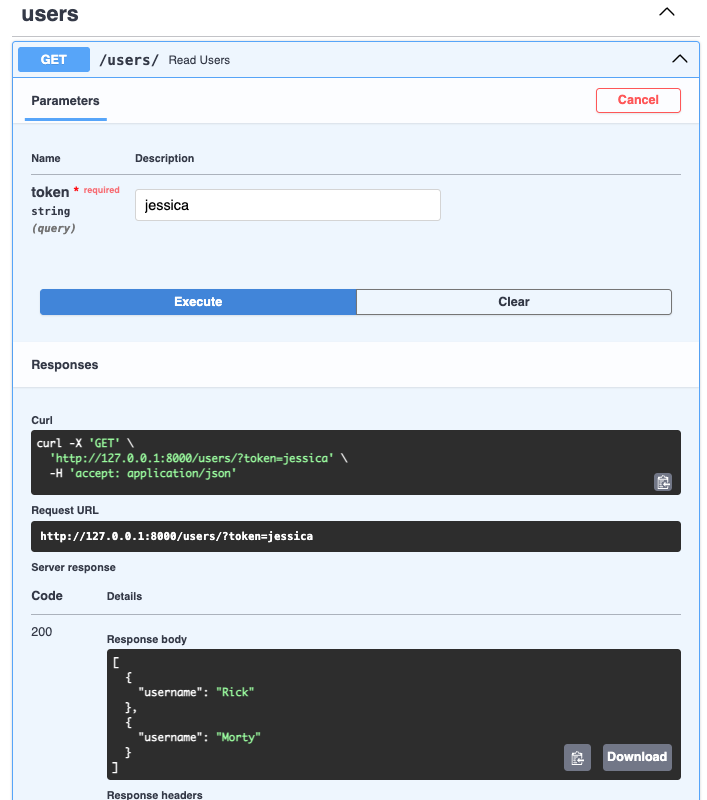 users
GET /users/ Read Users
Parameters Cancel
Name Description
token * required
string
(query)
jessica
Execute Clear
Responses
Curl
curl -X 'GET' \
  'http://127.0.0.1:8000/users/?token=jessica' \
  -H 'accept: application/json'
Request URL
http://127.0.0.1:8000/users/?token=jessica
Server response
Code Details
200
Response body
[
  {
    "username": "Rick"
  },
  {
    "username": "Morty"
  }
]
Download
Response headers